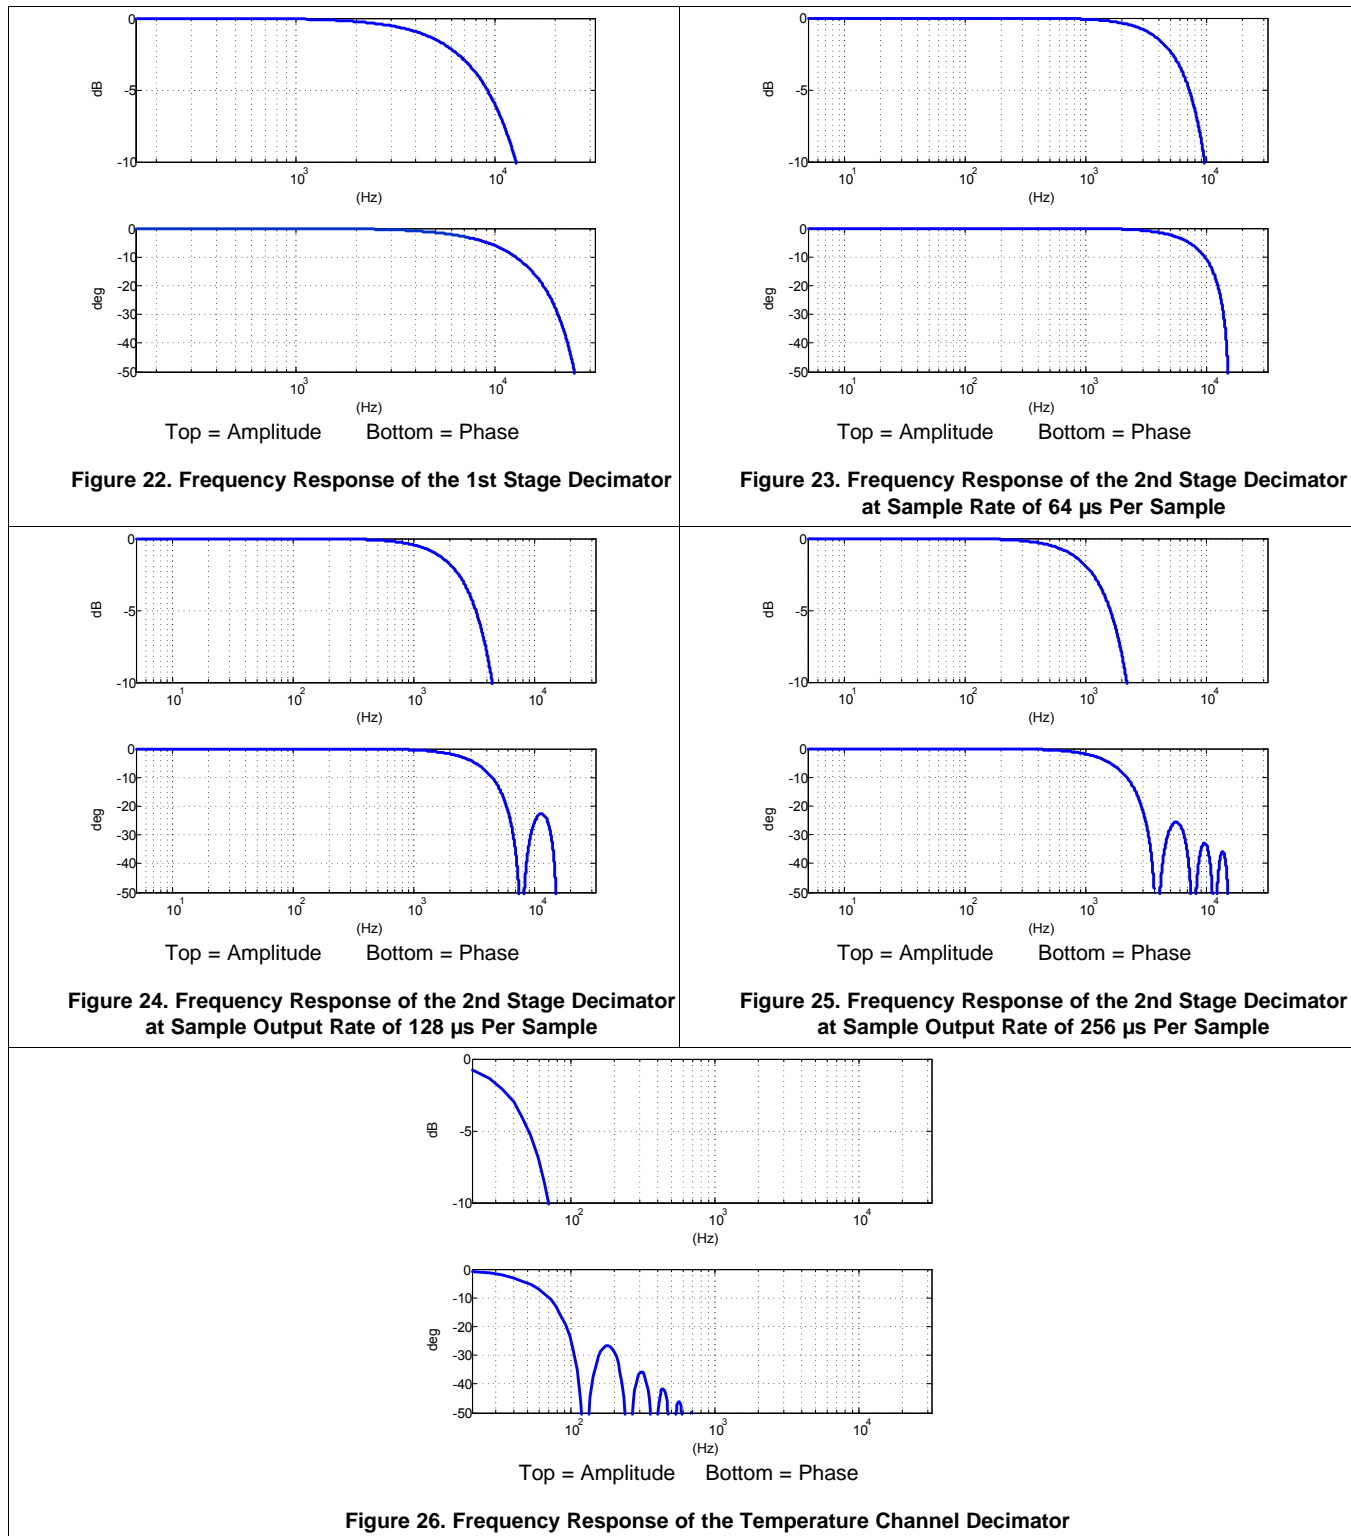 0
-5
-10
dB
10^3
10^4
(Hz)
0
-10
-20
-30
-40
-50
deg
10^3
10^4
(Hz)
Top = Amplitude Bottom = Phase
Figure 22. Frequency Response of the 1st Stage Decimator
0
-5
-10
dB
10^1
10^2
10^3
10^4
(Hz)
0
-10
-20
-30
-40
-50
deg
10^1
10^2
10^3
10^4
(Hz)
Top = Amplitude Bottom = Phase
Figure 23. Frequency Response of the 2nd Stage Decimator
at Sample Rate of 64 µs Per Sample
0
-5
-10
dB
10^1
10^2
10^3
10^4
(Hz)
0
-10
-20
-30
-40
-50
deg
10^1
10^2
10^3
10^4
(Hz)
Top = Amplitude Bottom = Phase
Figure 24. Frequency Response of the 2nd Stage Decimator
at Sample Output Rate of 128 µs Per Sample
0
-5
-10
dB
10^1
10^2
10^3
10^4
(Hz)
0
-10
-20
-30
-40
-50
deg
10^1
10^2
10^3
10^4
(Hz)
Top = Amplitude Bottom = Phase
Figure 25. Frequency Response of the 2nd Stage Decimator
at Sample Output Rate of 256 µs Per Sample
0
-5
-10
dB
10^2
10^3
10^4
(Hz)
0
-10
-20
-30
-40
-50
deg
10^2
10^3
10^4
(Hz)
Top = Amplitude Bottom = Phase
Figure 26. Frequency Response of the Temperature Channel Decimator